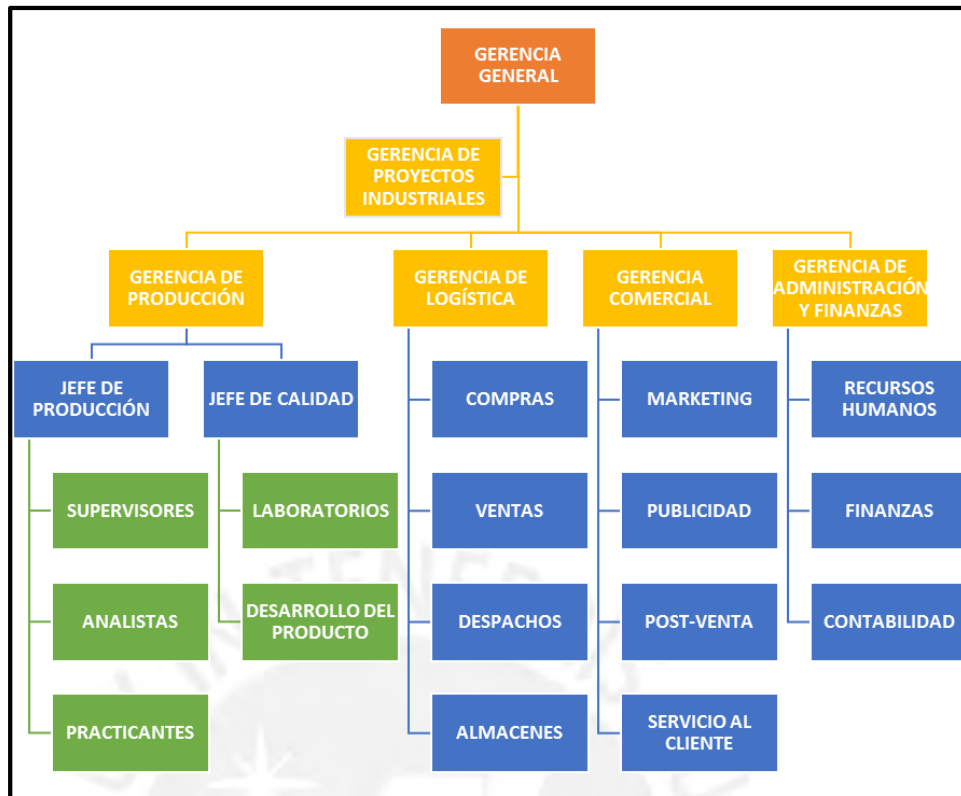 GERENCIA
GENERAL
GERENCIA DE
PROYECTOS
INDUSTRIALES
GERENCIA DE
PRODUCCIÓN
GERENCIA DE
LOGÍSTICA
GERENCIA
COMERCIAL
GERENCIA DE
ADMINISTRACIÓN
Y FINANZAS
JEFE DE
PRODUCCIÓN
JEFE DE CALIDAD
COMPRAS
MARKETING
RECURSOS
HUMANOS
SUPERVISORES
LABORATORIOS
VENTAS
PUBLICIDAD
FINANZAS
ANALISTAS
DESARROLLO DEL
PRODUCTO
DESPACHOS
POST-VENTA
CONTABILIDAD
PRACTICANTES
ALMACENES
SERVICIO AL
CLIENTE